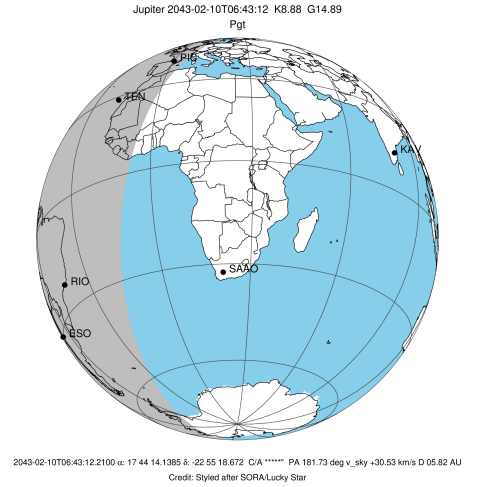 Jupiter 2043-02-10T06:43:12 K8.88 G14.89
Pgt
PIC
TEN
KAV
SAAO
RIO
ESO
2043-02-10T06:43:12.2100 α: 17 44 14.1385 δ: -22 55 18.672 C/A *****" PA 181.73 deg v_sky +30.53 km/s D 05.82 AU
Credit: Styled after SORA/Lucky Star